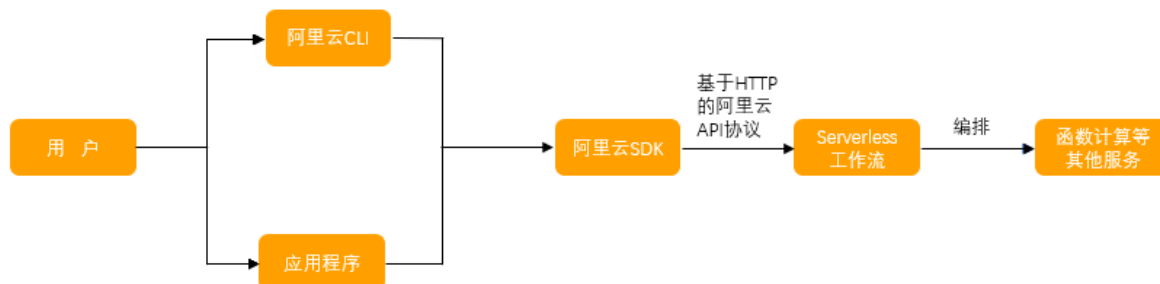 阿里云CLI
用 户
应用程序
阿里云SDK
基于HTTP
的阿里云
API协议
Serverless
工作流
编排
函数计算等
其他服务